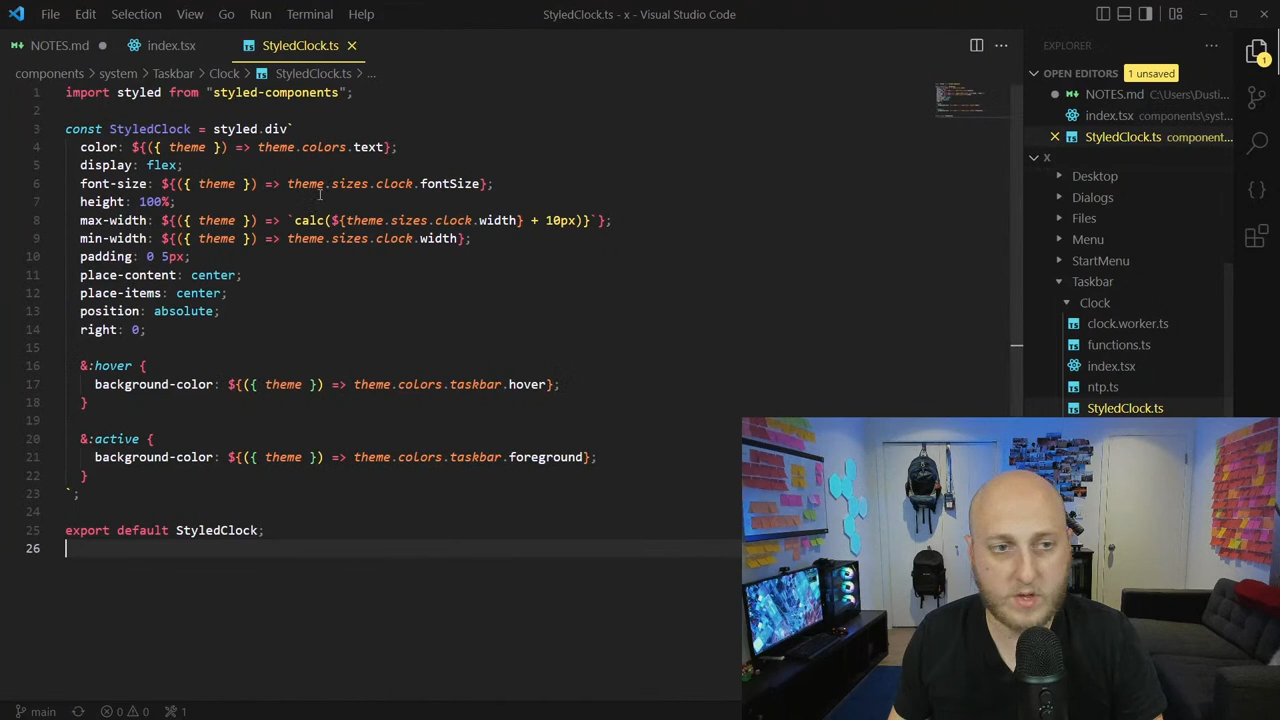 File Edit Selection View Go Run Terminal Help StyledClock.ts - x - Visual Studio Code
NOTES.md index.tsx StyledClock.ts
components > system > Taskbar > Clock > StyledClock.ts > ...
1 import styled from "styled-components";
2
3 const StyledClock = styled.div`
4 color: ${({ theme }) => theme.colors.text};
5 display: flex;
6 font-size: ${({ theme }) => theme.sizes.clock.fontSize};
7 height: 100%;
8 max-width: ${({ theme }) => `calc(${theme.sizes.clock.width} + 10px)}`};
9 min-width: ${({ theme }) => theme.sizes.clock.width};
10 padding: 0 5px;
11 place-content: center;
12 place-items: center;
13 position: absolute;
14 right: 0;
15
16 &:hover {
17 background-color: ${({ theme }) => theme.colors.taskbar.hover};
18 }
19
20 &:active {
21 background-color: ${({ theme }) => theme.colors.taskbar.foreground};
22 }
23 `;
24
25 export default StyledClock;
26
EXPLORER
OPEN EDITORS 1 unsaved
NOTES.md C:\Users\Dusti...
index.tsx components\syst...
StyledClock.ts component...
X
Desktop
Dialogs
Files
Menu
StartMenu
Taskbar
Clock
clock.worker.ts
functions.ts
index.tsx
ntp.ts
StyledClock.ts
1
main 0 0 1